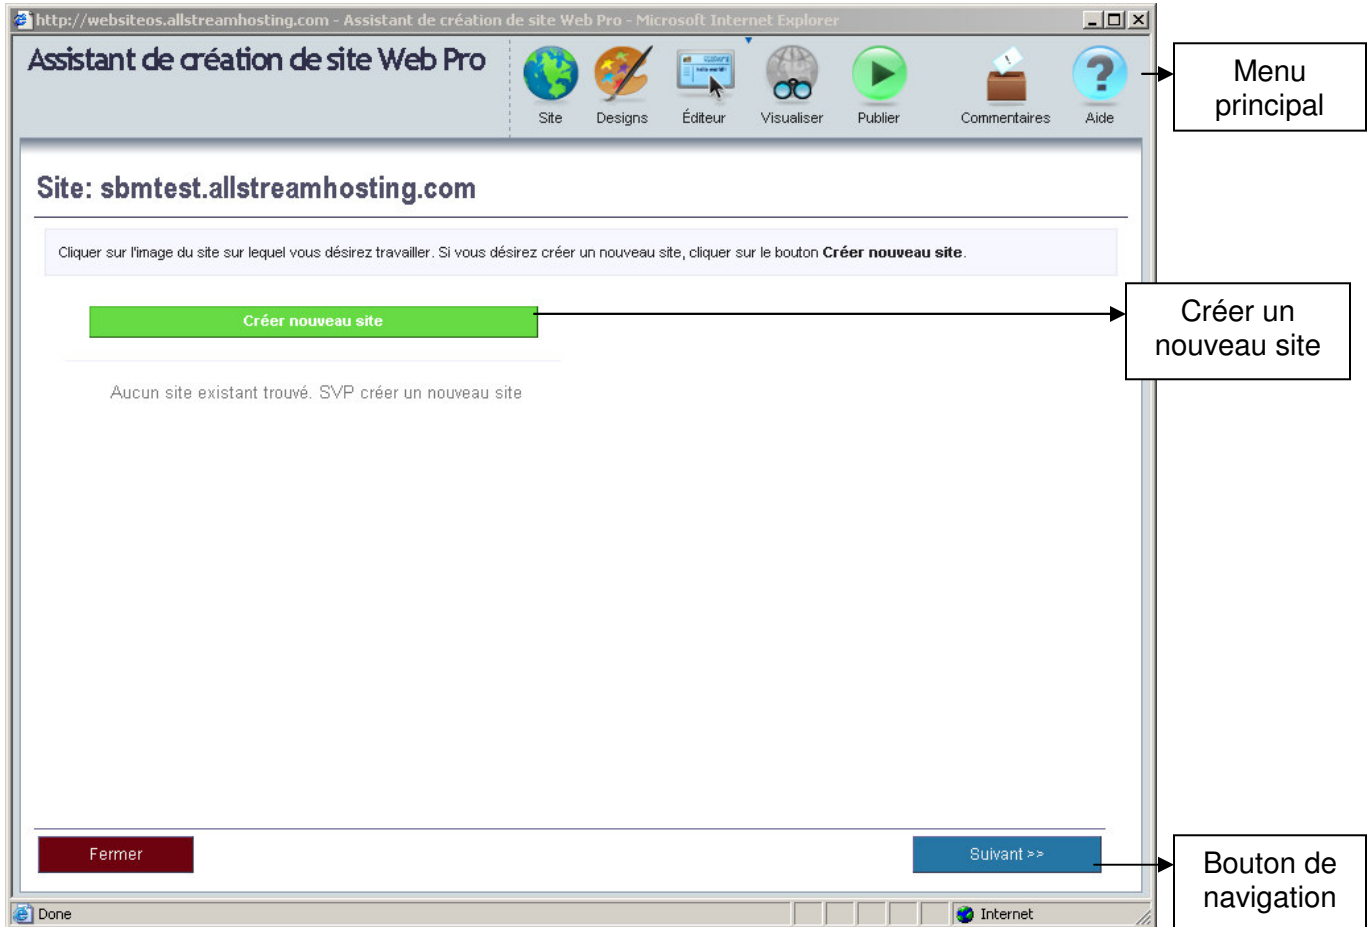 http://websiteos.allstreamhosting.com - Assistant de création de site Web Pro - Microsoft Internet Explorer
Assistant de création de site Web Pro
Site
Designs
Éditeur
Visualiser
Publier
Commentaires
Aide
Menu
principal
Site: sbmtest.allstreamhosting.com
Cliquer sur l'image du site sur lequel vous désirez travailler. Si vous désirez créer un nouveau site, cliquer sur le bouton Créer nouveau site.
Créer nouveau site
Créer un
nouveau site
Aucun site existant trouvé. SVP créer un nouveau site
Fermer
Suivant >>
Bouton de
navigation
Done
Internet